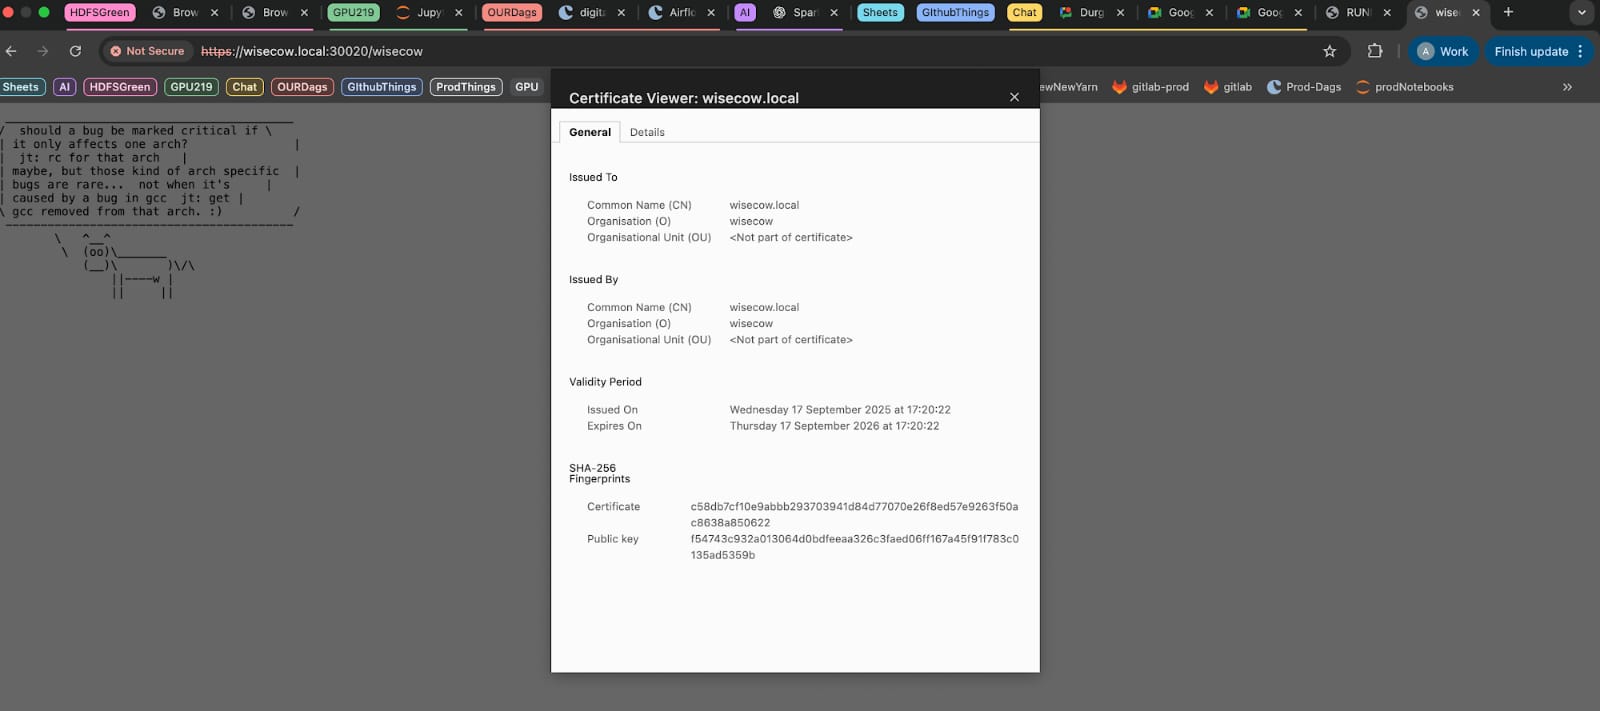 HDFSGreen Brow Brow GPU219 Jupy OURDags digita Airflo AI Spar Sheets GIthubThings Chat Durg Goog Goog RUN wise
Not Secure https://wisecow.local:30020/wisecow A Work Finish update
Sheets AI HDFSGreen GPU219 Chat OURDags GIthubThings ProdThings GPU ewNewYarn gitlab-prod gitlab Prod-Dags prodNotebooks
________________________________________
/  should a bug be marked critical if \
| it only affects one arch?               |
|  jt: rc for that arch   |
| maybe, but those kind of arch specific  |
| bugs are rare...  not when it's     |
| caused by a bug in gcc  jt: get |
\ gcc removed from that arch. :)          /
----------------------------------------
\   ^__^
\  (oo)\_______
(__)\       )\/\
||----w |
||     ||
Certificate Viewer: wisecow.local
General Details
Issued To
Common Name (CN) wisecow.local
Organisation (O) wisecow
Organisational Unit (OU) <Not part of certificate>
Issued By
Common Name (CN) wisecow.local
Organisation (O) wisecow
Organisational Unit (OU) <Not part of certificate>
Validity Period
Issued On Wednesday 17 September 2025 at 17:20:22
Expires On Thursday 17 September 2026 at 17:20:22
SHA-256
Fingerprints
Certificate c58db7cf10e9abbb293703941d84d77070e26f8ed57e9263f50a
c8638a850622
Public key f54743c932a013064d0bdfeeaa326c3faed06ff167a45f91f783c0
135ad5359b